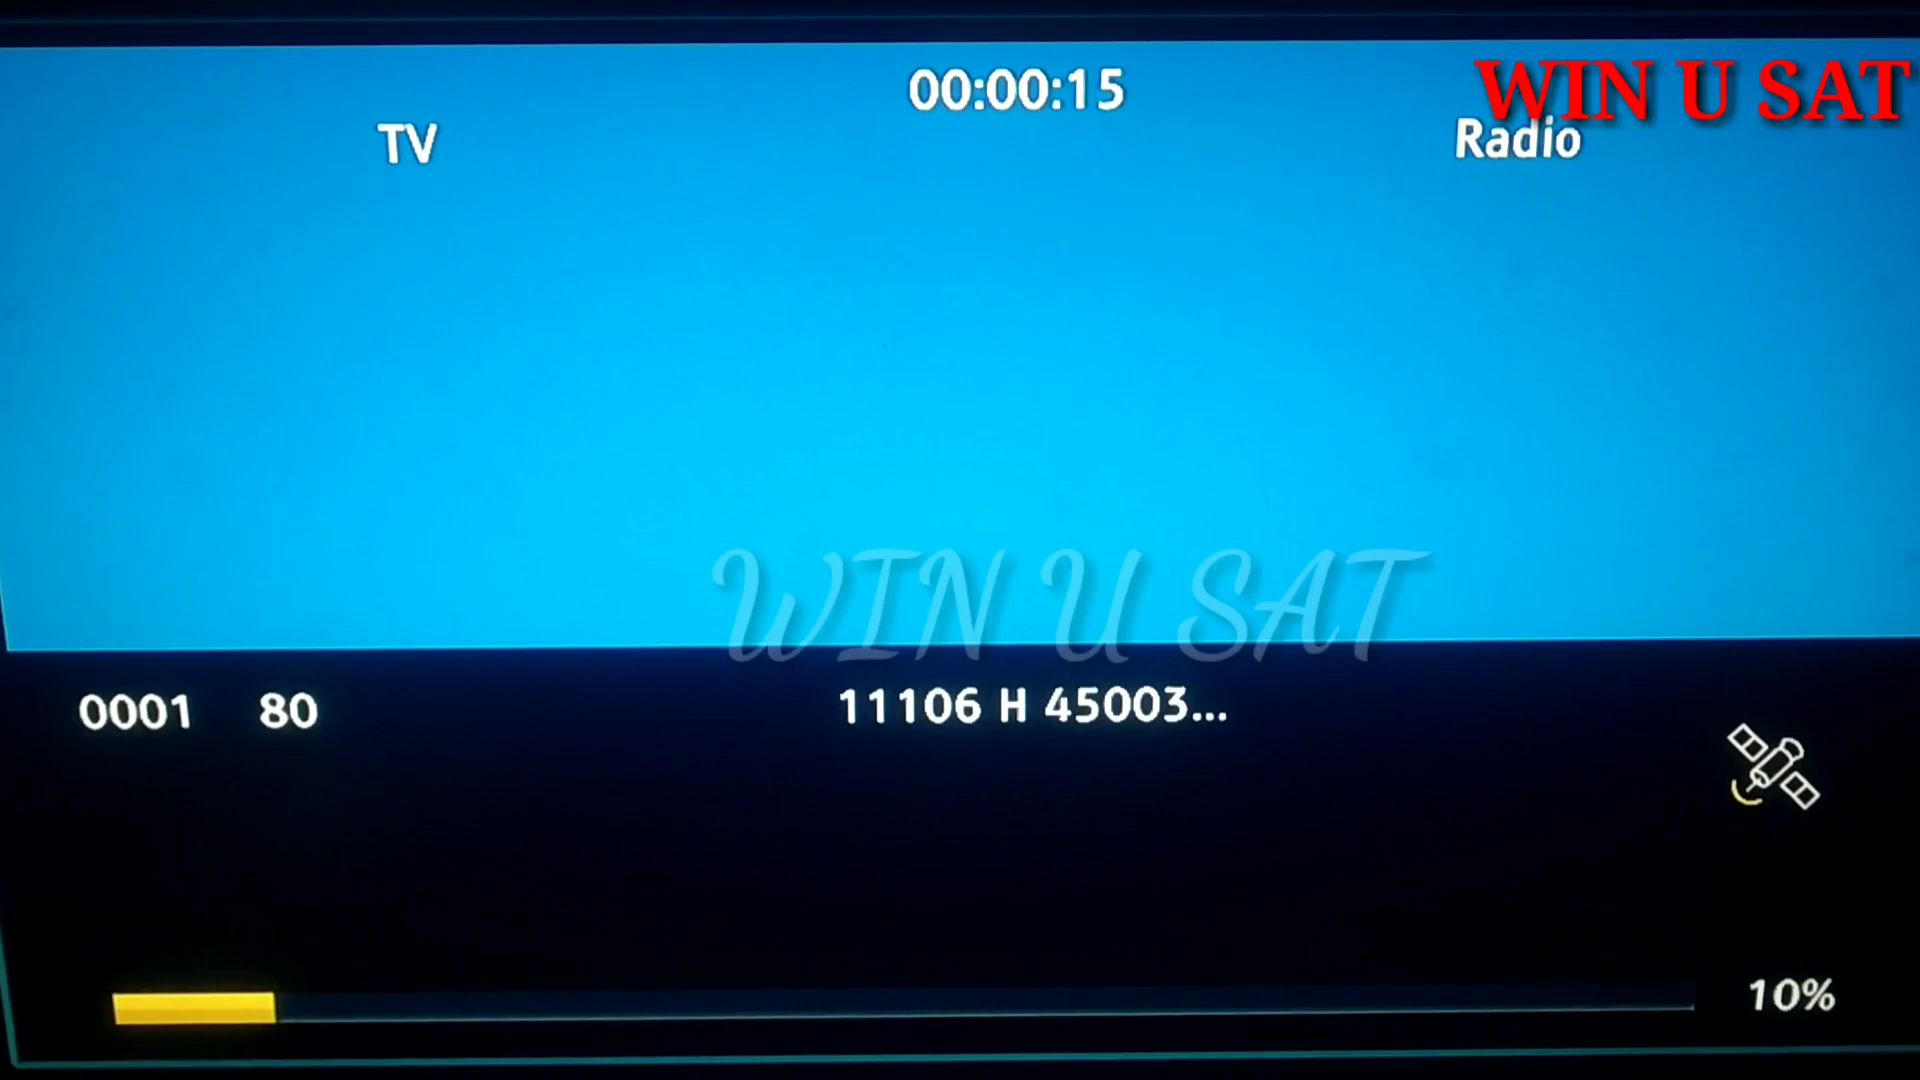 00:00:15
WIN U SAT
TV
Radio
WIN U SAT
0001 80 11106 H 45003...
10%